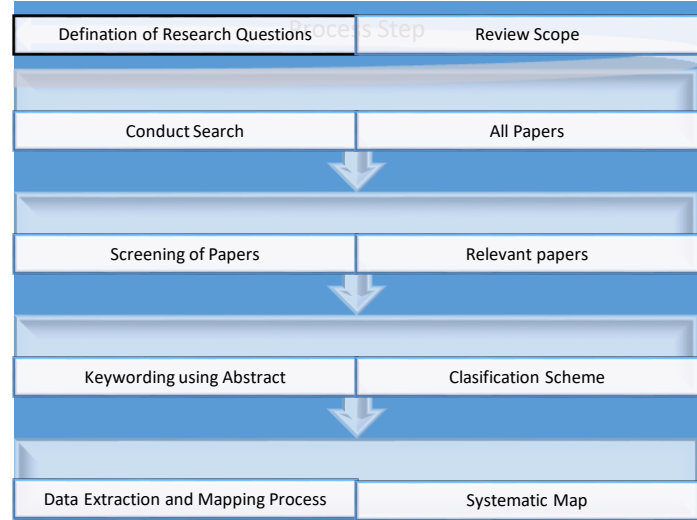 Process Step
Defination of Research Questions
Review Scope
Conduct Search
All Papers
Screening of Papers
Relevant papers
Keywording using Abstract
Clasification Scheme
Data Extraction and Mapping Process
Systematic Map